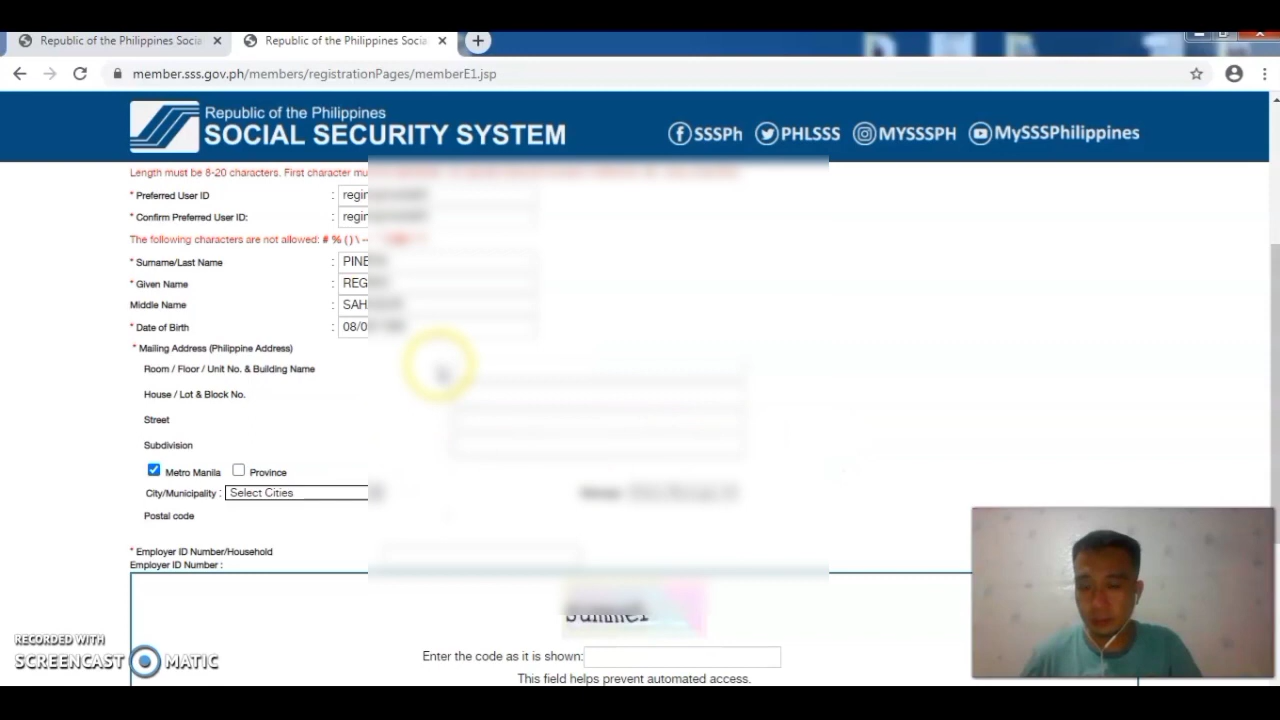 Republic of the Philippines Socia
Republic of the Philippines Socia
member.sss.gov.ph/members/registrationPages/memberE1.jsp
Republic of the Philippines
SOCIAL SECURITY SYSTEM
SSSPh
PHLSSS
MYSSSPH
MySSSPhilippines
Length must be 8-20 characters. First character mu
* Preferred User ID :
* Confirm Preferred User ID: :
The following characters are not allowed: # % ( ) \ --
* Surname/Last Name :
* Given Name :
Middle Name :
* Date of Birth : 08/0
* Mailing Address (Philippine Address)
Room / Floor / Unit No. & Building Name
House / Lot & Block No.
Street
Subdivision
Metro Manila Province
City/Municipality : Select Cities
Postal code
* Employer ID Number/Household
Employer ID Number :
Enter the code as it is shown:
This field helps prevent automated access.
RECORDED WITH
SCREENCAST MATIC